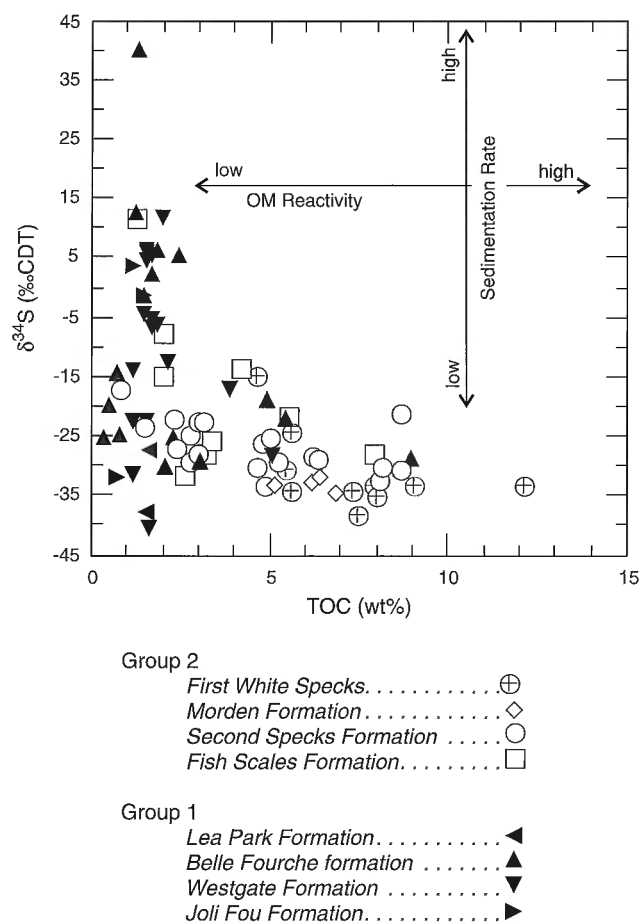 45
35
25
15
5
-5
-15
-25
-35
-45
δ34S (‰CDT)
high
low
Sedimentation Rate
low
high
OM Reactivity
0
5
10
15
TOC (wt%)
Group 2
First White Specks. . . . . . . . . . . .
Morden Formation . . . . . . . . . . . .
Second Specks Formation . . . . .
Fish Scales Formation. . . . . . . . .
Group 1
Lea Park Formation . . . . . . . . . . .
Belle Fourche formation . . . . . . .
Westgate Formation . . . . . . . . . .
Joli Fou Formation . . . . . . . . . . .